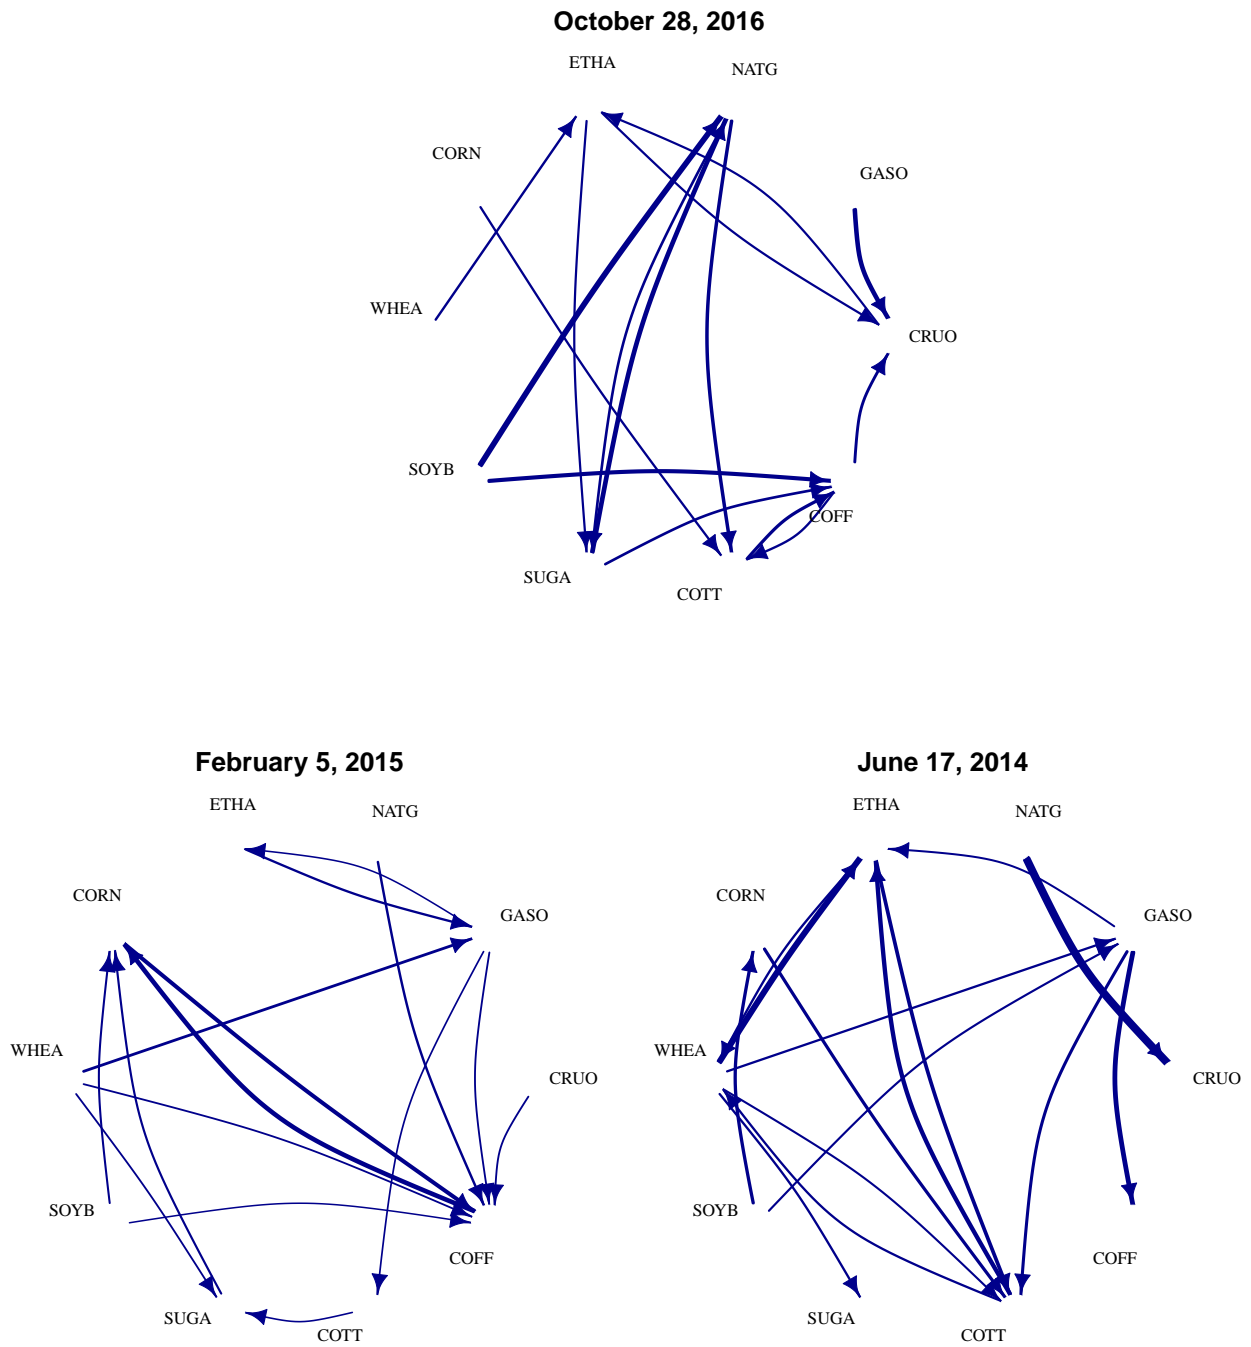 October 28, 2016
ETHA
NATG
CORN
GASO
WHEA
CRUO
SOYB
COFF
SUGA
COTT
February 5, 2015
ETHA
NATG
CORN
GASO
WHEA
CRUO
SOYB
COFF
SUGA
COTT
June 17, 2014
ETHA
NATG
CORN
GASO
WHEA
CRUO
SOYB
COFF
SUGA
COTT